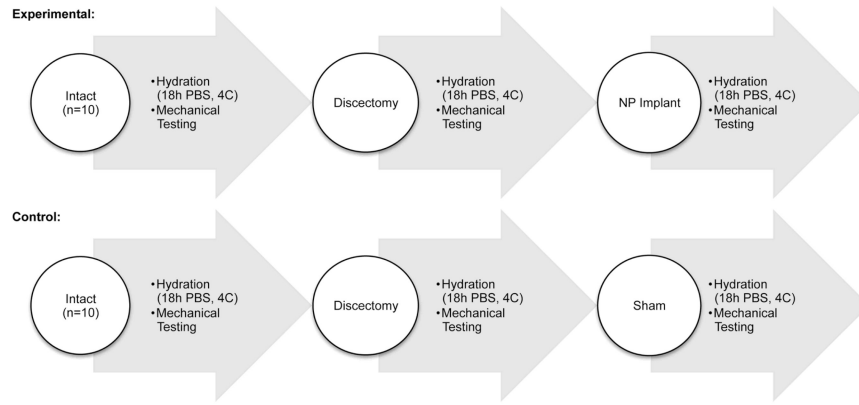 Experimental:
Intact
(n=10)
•Hydration
(18h PBS, 4C)
•Mechanical
Testing
Discectomy
•Hydration
(18h PBS, 4C)
•Mechanical
Testing
NP Implant
•Hydration
(18h PBS, 4C)
•Mechanical
Testing
Control:
Intact
(n=10)
•Hydration
(18h PBS, 4C)
•Mechanical
Testing
Discectomy
•Hydration
(18h PBS, 4C)
•Mechanical
Testing
Sham
•Hydration
(18h PBS, 4C)
•Mechanical
Testing